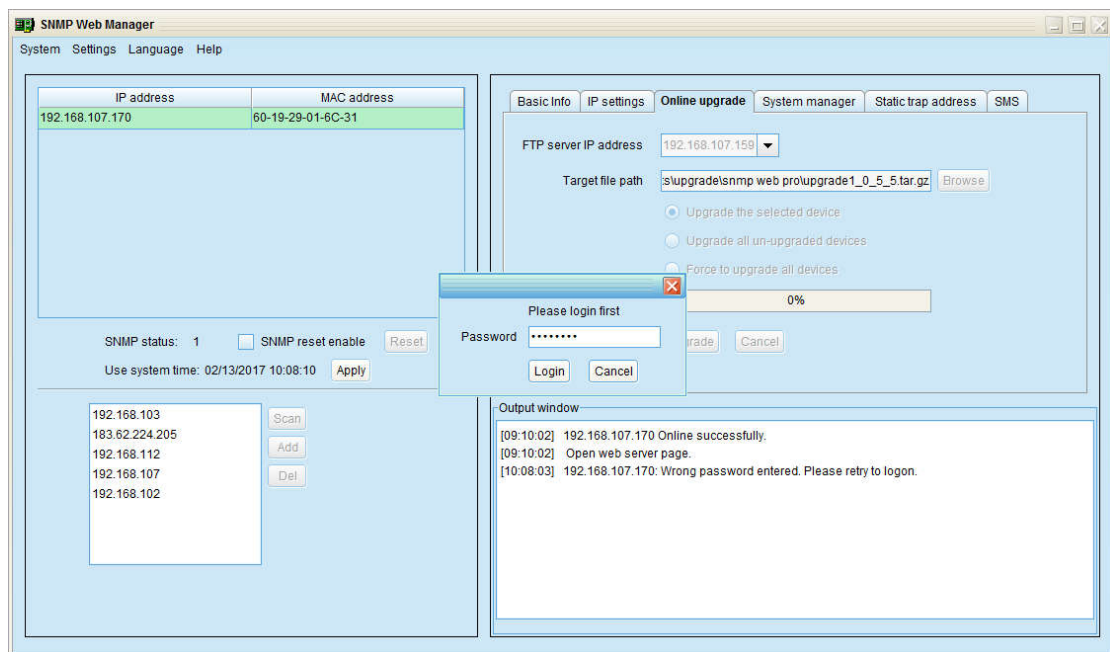 SNMP Web Manager
System Settings Language Help
IP address MAC address
192.168.107.170 60-19-29-01-6C-31
SNMP status: 1 SNMP reset enable Reset
Use system time: 02/13/2017 10:08:10 Apply
192.168.103
183.62.224.205
192.168.112
192.168.107
192.168.102
Scan
Add
Del
Basic Info IP settings Online upgrade System manager Static trap address SMS
FTP server IP address 192.168.107.159
Target file path :s\upgrade\snmp web pro\upgrade1_0_5_5.tar.gz Browse
Upgrade the selected device
Upgrade all un-upgraded devices
Force to upgrade all devices
0%
Cancel
Please login first
Password ••••••••
Login Cancel
Output window
[09:10:02] 192.168.107.170 Online successfully.
[09:10:02] Open web server page.
[10:08:03] 192.168.107.170: Wrong password entered. Please retry to logon.